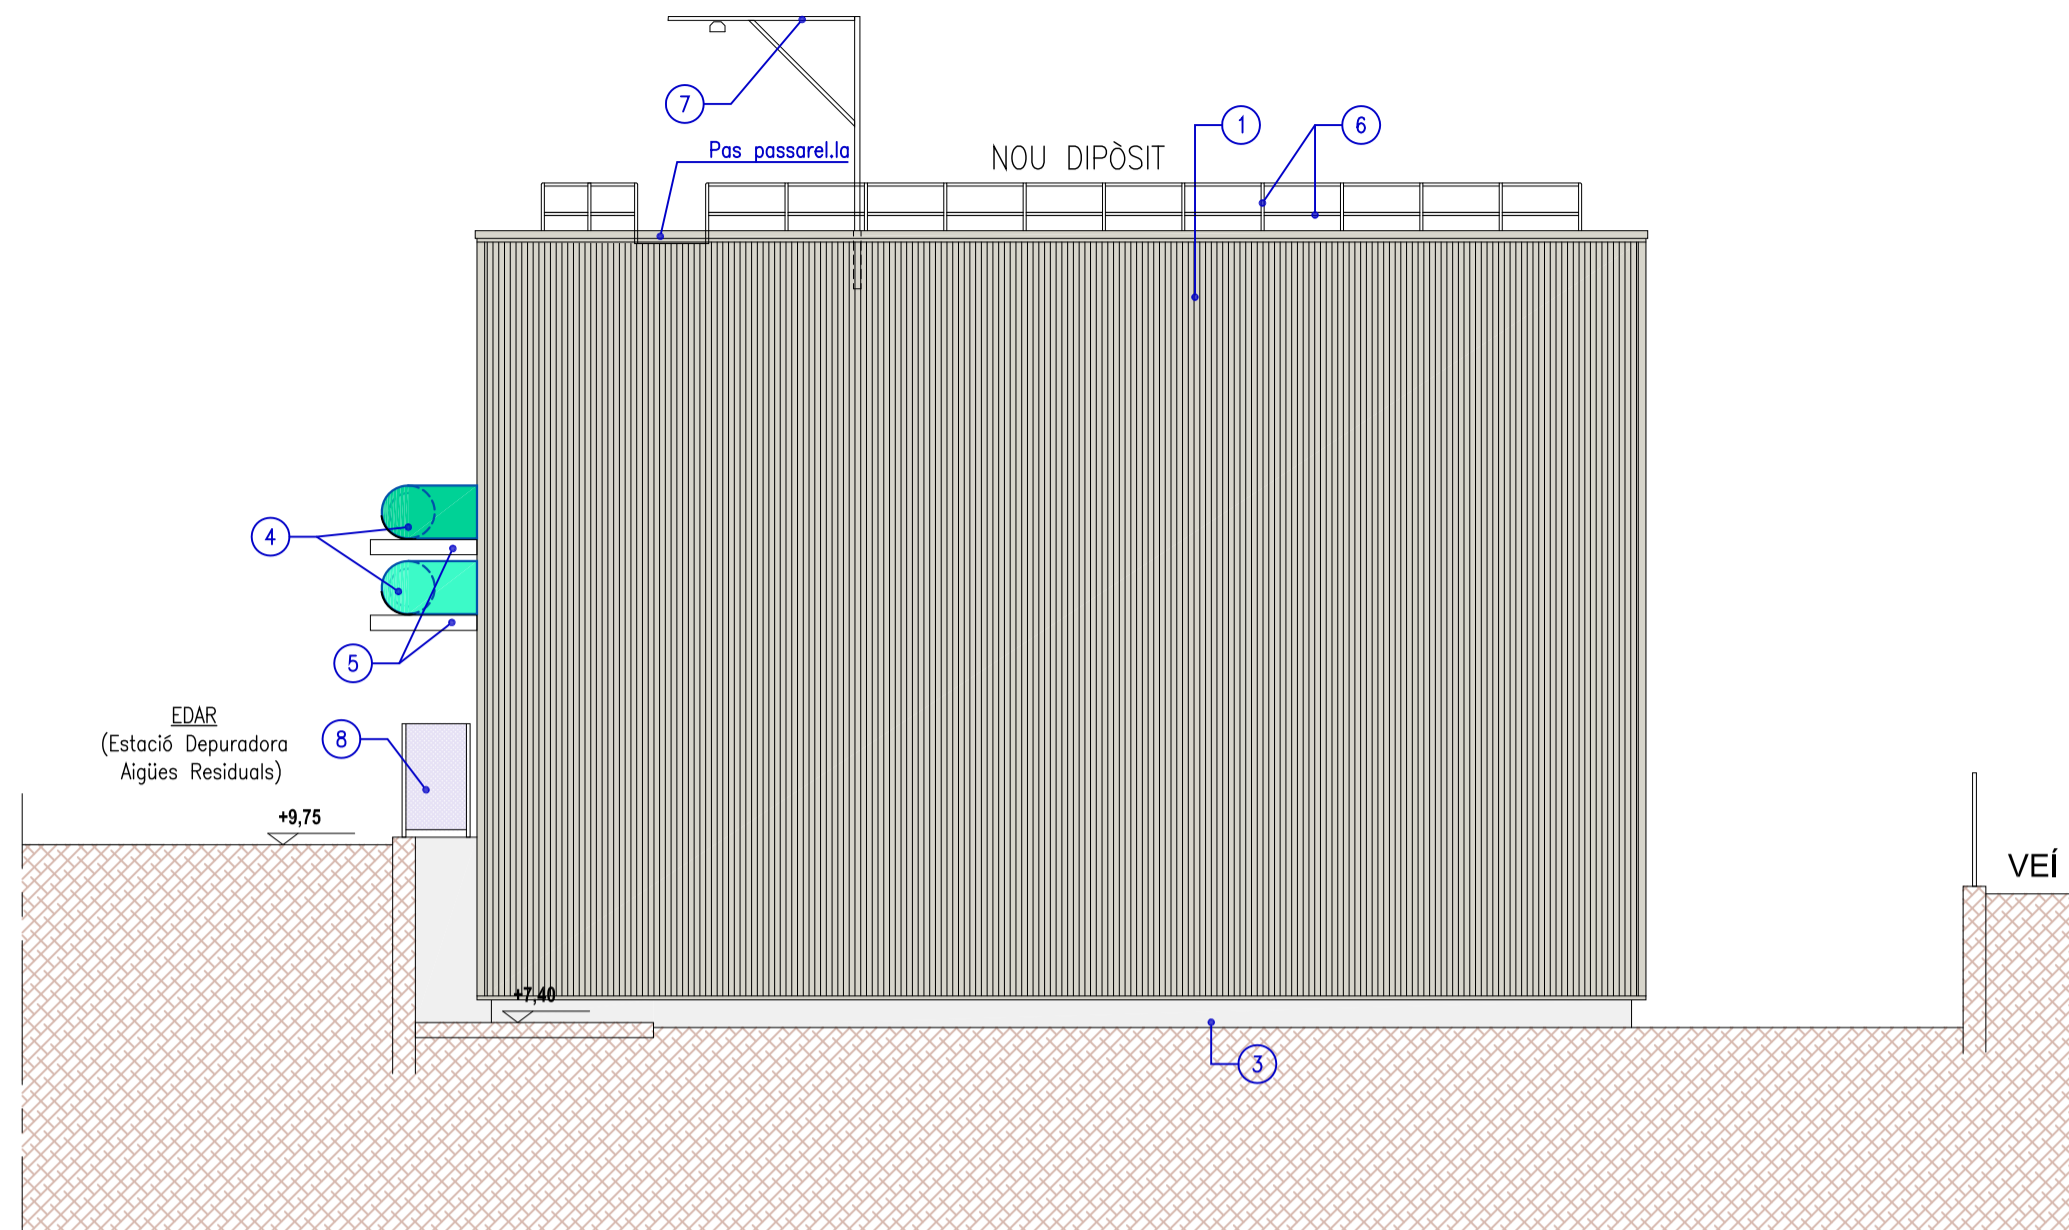 7
1
6
Pas passarel.la
NOU DIPÒSIT
4
5
EDAR
(Estació Depuradora
Aigües Residuals)
8
+9,75
VEÍ
+7,40
3